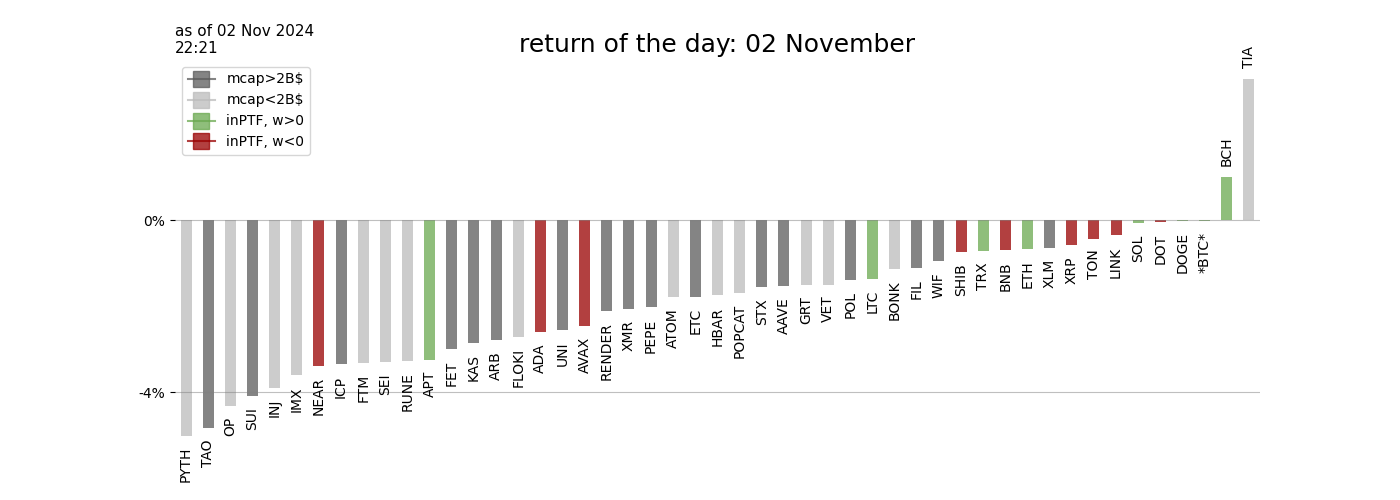 as of 02 Nov 2024
22:21
return of the day: 02 November
mcap>2B$
mcap<2B$
inPTF, w>0
inPTF, w<0
0%
-4%
PYTH
TAO
OP
SUI
INJ
IMX
NEAR
ICP
FTM
SEI
RUNE
APT
FET
KAS
ARB
FLOKI
ADA
UNI
AVAX
RENDER
XMR
PEPE
ATOM
ETC
HBAR
POPCAT
STX
AAVE
GRT
VET
POL
LTC
BONK
FIL
WIF
SHIB
TRX
BNB
ETH
XLM
XRP
TON
LINK
SOL
DOT
DOGE
*BTC*
BCH
TIA